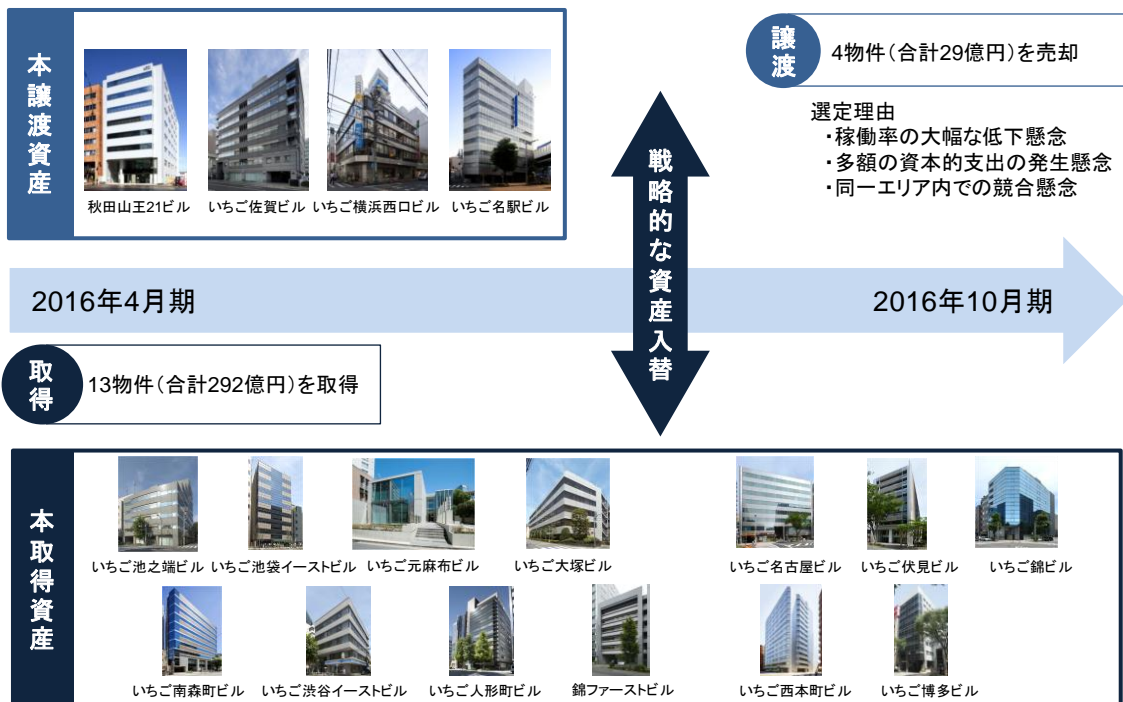 本譲渡資産
秋田山王21ビル
いちご佐賀ビル
いちご横浜西口ビル
いちご名駅ビル
譲渡
4物件(合計29億円)を売却
選定理由
・稼働率の大幅な低下懸念
・多額の資本的支出の発生懸念
・同一エリア内での競合懸念
戦略的な資産入替
2016年4月期
2016年10月期
取得
13物件(合計292億円)を取得
本取得資産
いちご池之端ビル
いちご池袋イーストビル
いちご元麻布ビル
いちご大塚ビル
いちご名古屋ビル
いちご伏見ビル
いちご錦ビル
いちご南森町ビル
いちご渋谷イーストビル
いちご人形町ビル
錦ファーストビル
いちご西本町ビル
いちご博多ビル